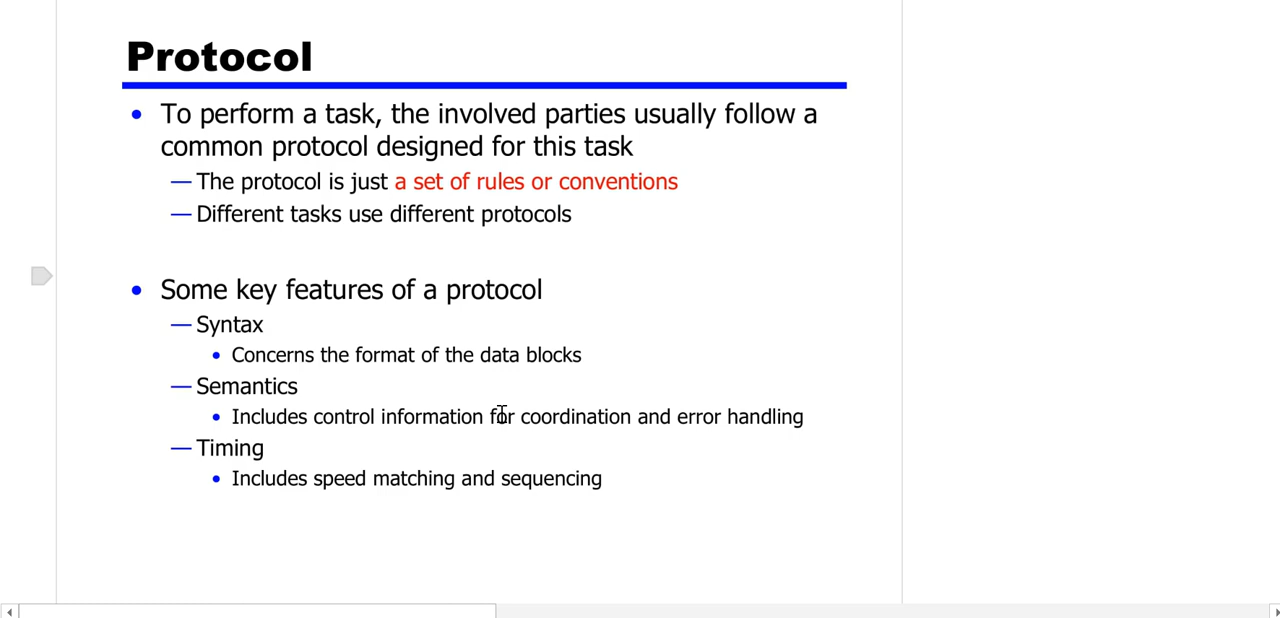 Protocol
• To perform a task, the involved parties usually follow a
common protocol designed for this task
— The protocol is just a set of rules or conventions
— Different tasks use different protocols
• Some key features of a protocol
— Syntax
• Concerns the format of the data blocks
— Semantics
• Includes control information for coordination and error handling
— Timing
• Includes speed matching and sequencing